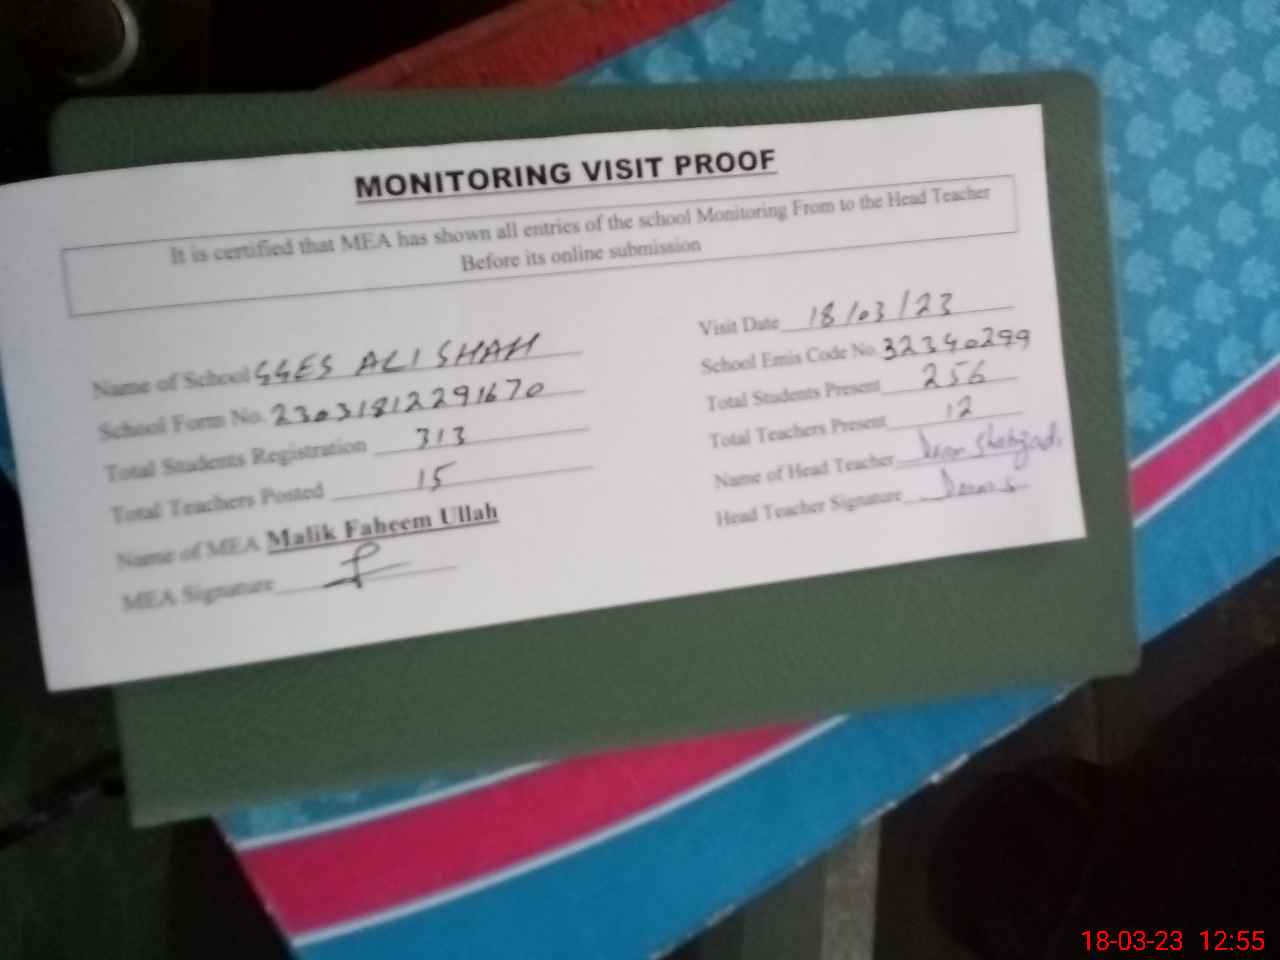 MONITORING VISIT PROOF
It is certified that MEA has shown all entries of the school Monitoring From to the Head Teacher
Before its online submission
Name of School GGES ALI SHAH
School Form No. 230318122291670
Total Students Registration 313
Total Teachers Posted 15
Name of MEA Malik Faheem Ullah
MEA Signature
Visit Date 18/03/23
School Emis Code No. 32340299
Total Students Present 256
Total Teachers Present 12
Name of Head Teacher
Head Teacher Signature
18-03-23 12:55